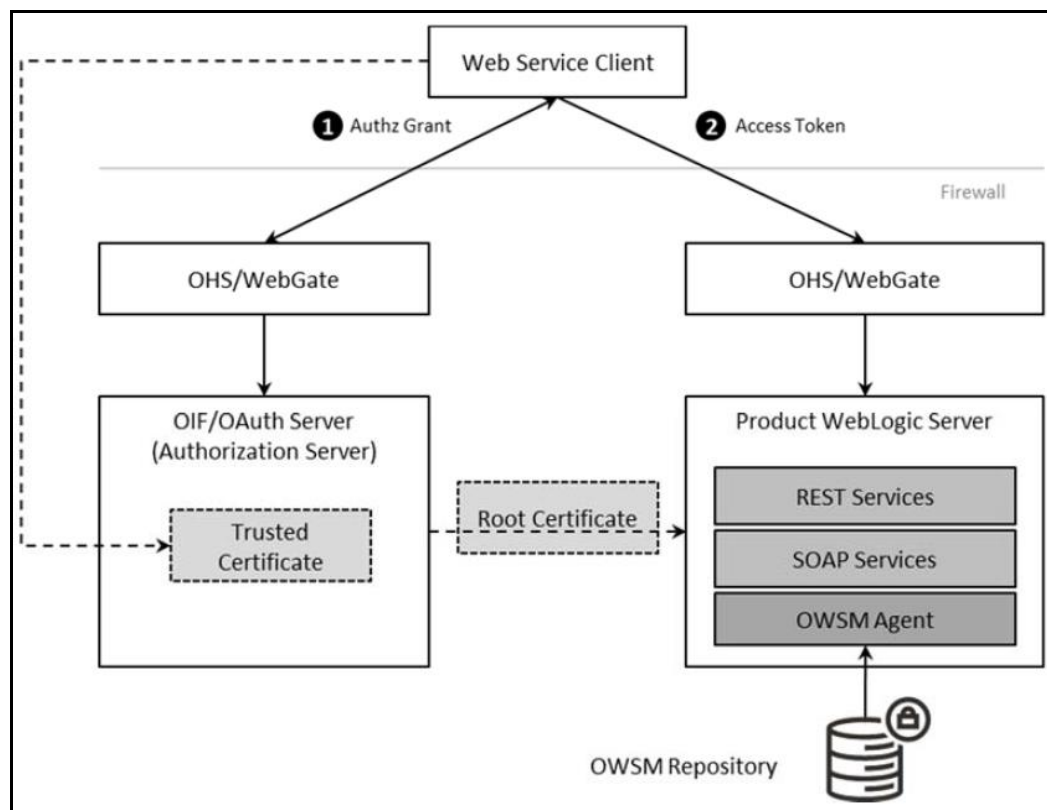 Web Service Client
1 Authz Grant
2 Access Token
Firewall
OHS/WebGate
OHS/WebGate
OIF/OAuth Server
(Authorization Server)
Trusted
Certificate
Root Certificate
Product WebLogic Server
REST Services
SOAP Services
OWSM Agent
OWSM Repository